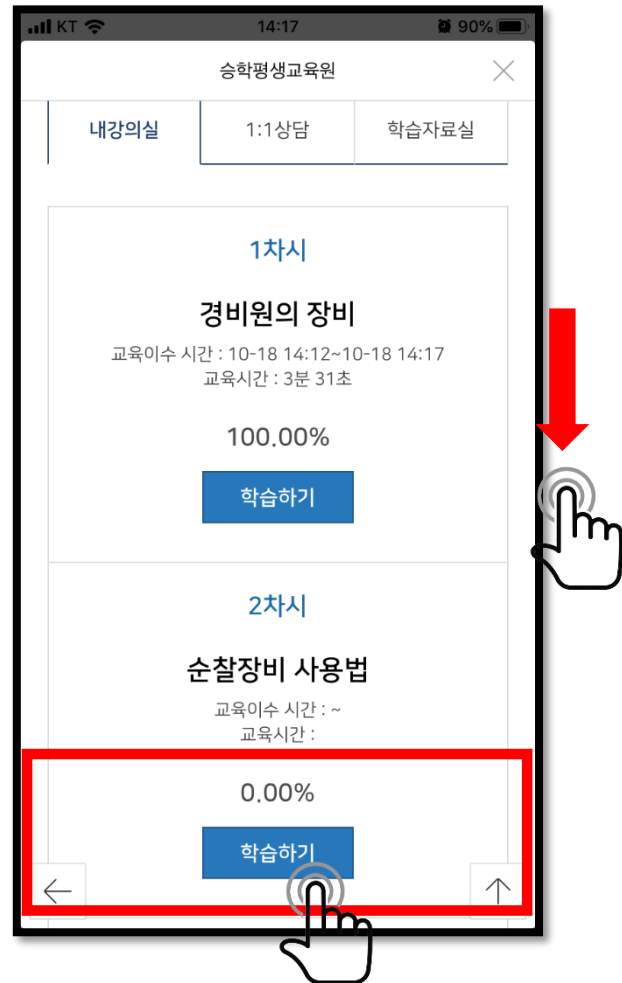 KT 14:17 90%
승학평생교육원
내강의실 1:1상담 학습자료실
1차시
경비원의 장비
교육이수 시간 : 10-18 14:12~10-18 14:17
교육시간 : 3분 31초
100.00%
학습하기
2차시
순찰장비 사용법
교육이수 시간 : ~
교육시간 :
0.00%
학습하기